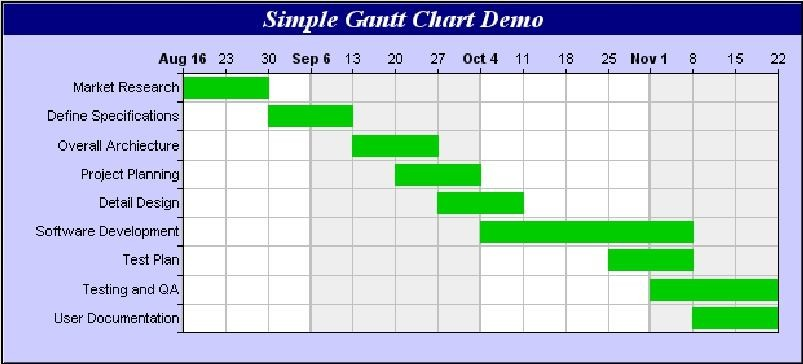 Simple Gantt Chart Demo
Aug 16 23 30 Sep 6 13 20 27 Oct 4 11 18 25 Nov 1 8 15 22
Market Research
Define Specifications
Overall Archiecture
Project Planning
Detail Design
Software Development
Test Plan
Testing and QA
User Documentation